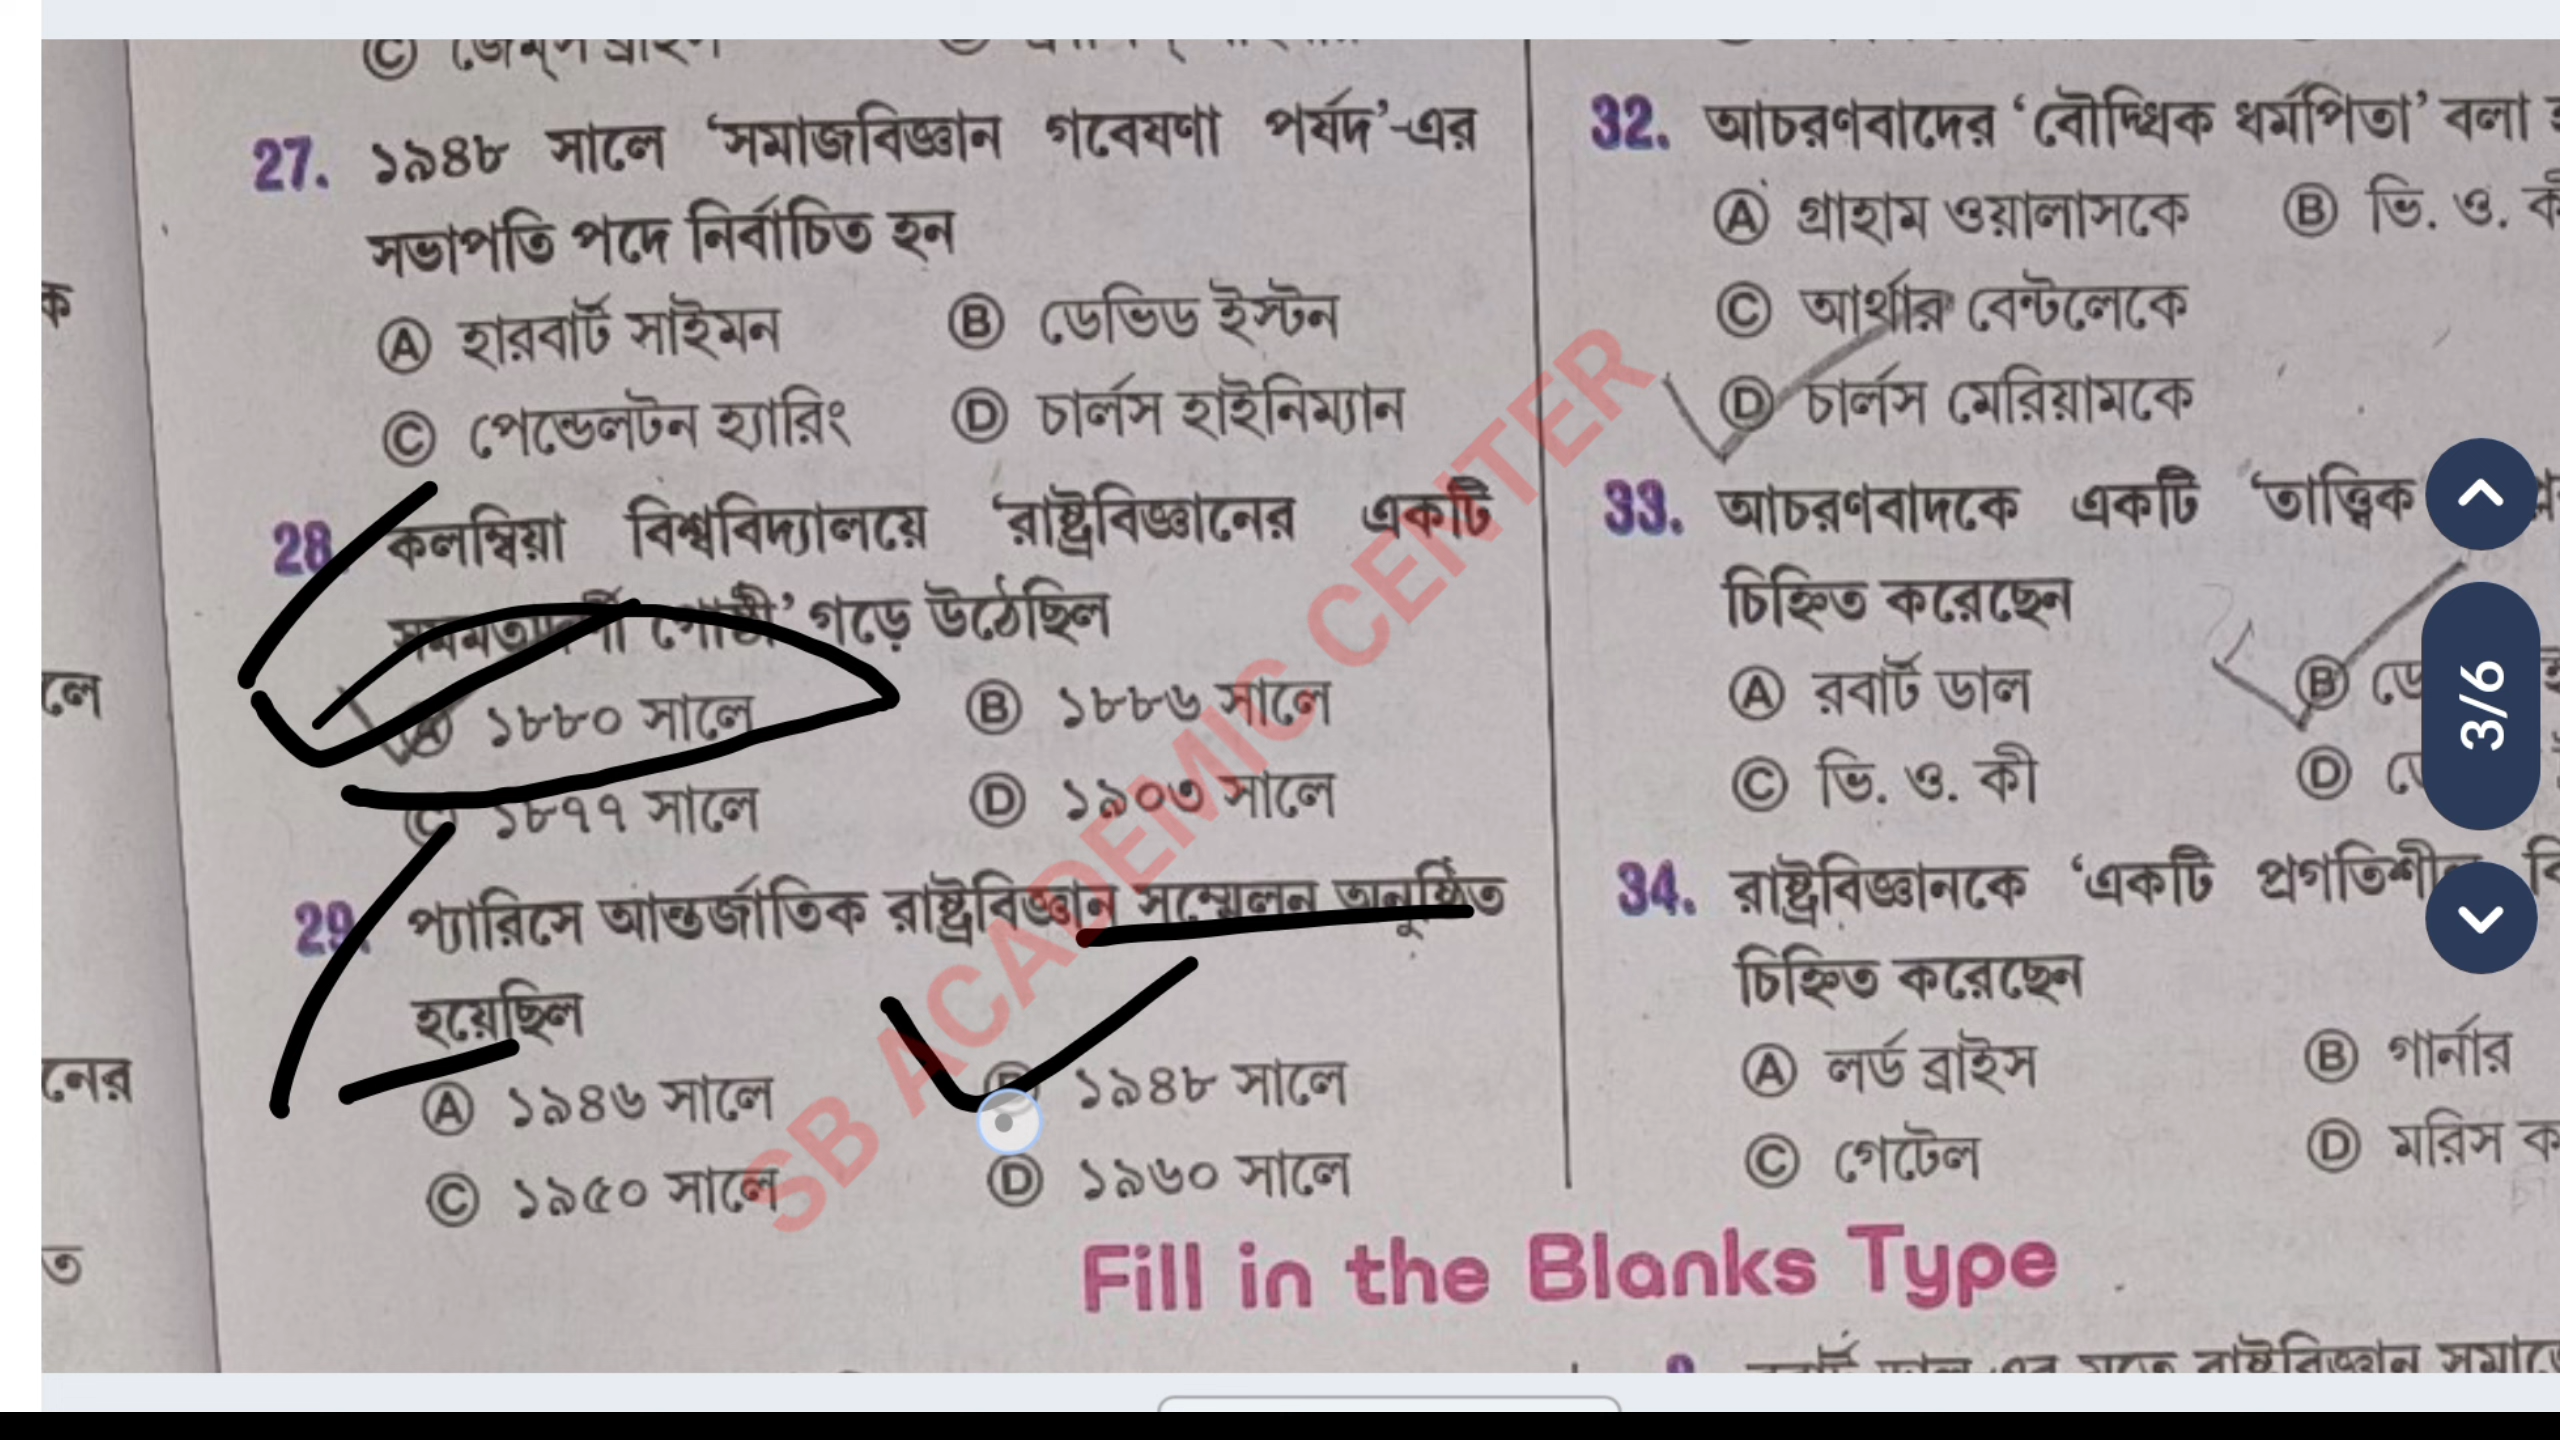 27. ১৯৪৮ সালে ‘সমাজবিজ্ঞান গবেষণা পর্ষদ’-এর
সভাপতি পদে নির্বাচিত হন
Ⓐ হারবার্ট সাইমন Ⓑ ডেভিড ইস্টন
Ⓒ পেন্ডেলটন হ্যারিং Ⓓ চার্লস হাইনিম্যান
28. কলম্বিয়া বিশ্ববিদ্যালয়ে ‘রাষ্ট্রবিজ্ঞানের একটি
গোষ্ঠী’ গড়ে উঠেছিল
Ⓐ ১৮৮০ সালে Ⓑ ১৮৮৬ সালে
Ⓒ ১৮৭৭ সালে Ⓓ ১৯০৩ সালে
29. প্যারিসে আন্তর্জাতিক রাষ্ট্রবিজ্ঞান সম্মেলন অনুষ্ঠিত
হয়েছিল
Ⓐ ১৯৪৬ সালে Ⓑ ১৯৪৮ সালে
Ⓒ ১৯৫০ সালে Ⓓ ১৯৬০ সালে
32. আচরণবাদের ‘বৌদ্ধিক ধর্মপিতা’ বলা
Ⓐ গ্রাহাম ওয়ালাসকে Ⓑ ভি. ও.
Ⓒ আর্থার বেন্টলেকে
Ⓓ চার্লস মেরিয়ামকে
33. আচরণবাদকে একটি ‘তাত্ত্বিক
চিহ্নিত করেছেন
Ⓐ রবার্ট ডাল Ⓑ
Ⓒ ভি. ও. কী Ⓓ
34. রাষ্ট্রবিজ্ঞানকে ‘একটি প্রগতিশীল
চিহ্নিত করেছেন
Ⓐ লর্ড ব্রাইস Ⓑ গার্নার
Ⓒ গেটেল Ⓓ মরিস
Fill in the Blanks Type
SB ACADEMIC CENTER
3/6